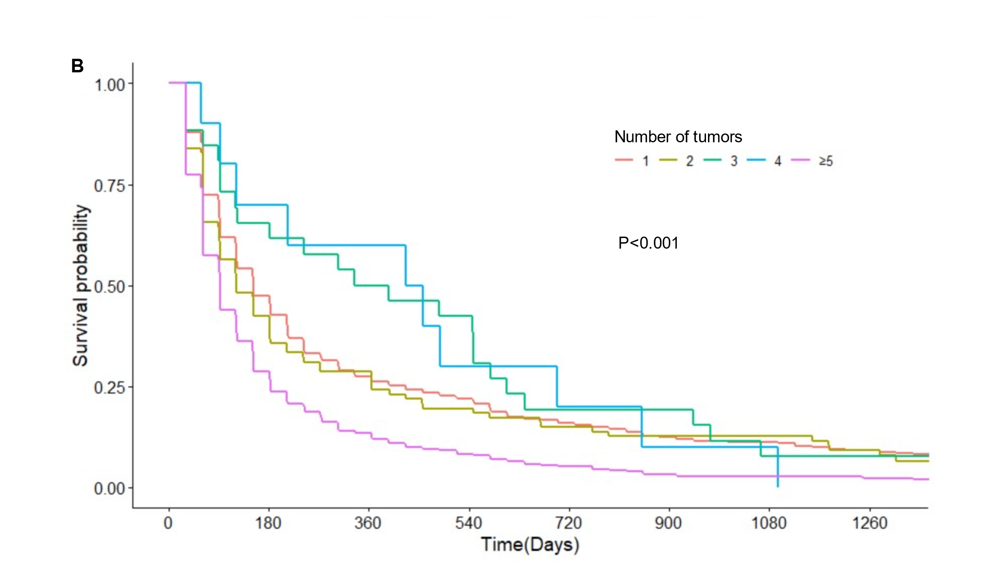 B
1.00
0.75
0.50
0.25
0.00
Survival probability
Number of tumors
1 2 3 4 ≥5
P<0.001
0 180 360 540 720 900 1080 1260
Time(Days)